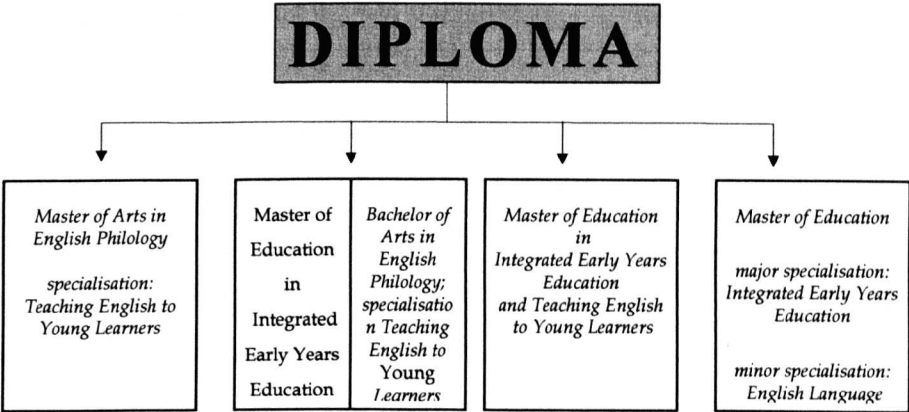 DIPLOMA
Master of Arts in
English Philology
specialisation:
Teaching English to
Young Learners
Master of
Education
in
Integrated
Early Years
Education
Bachelor of
Arts in
English
Philology;
specialisatio
n Teaching
English to
Young
Learners
Master of Education
in
Integrated Early Years
Education
and Teaching English
to Young Learners
Master of Education
major specialisation:
Integrated Early Years
Education
minor specialisation:
English Language